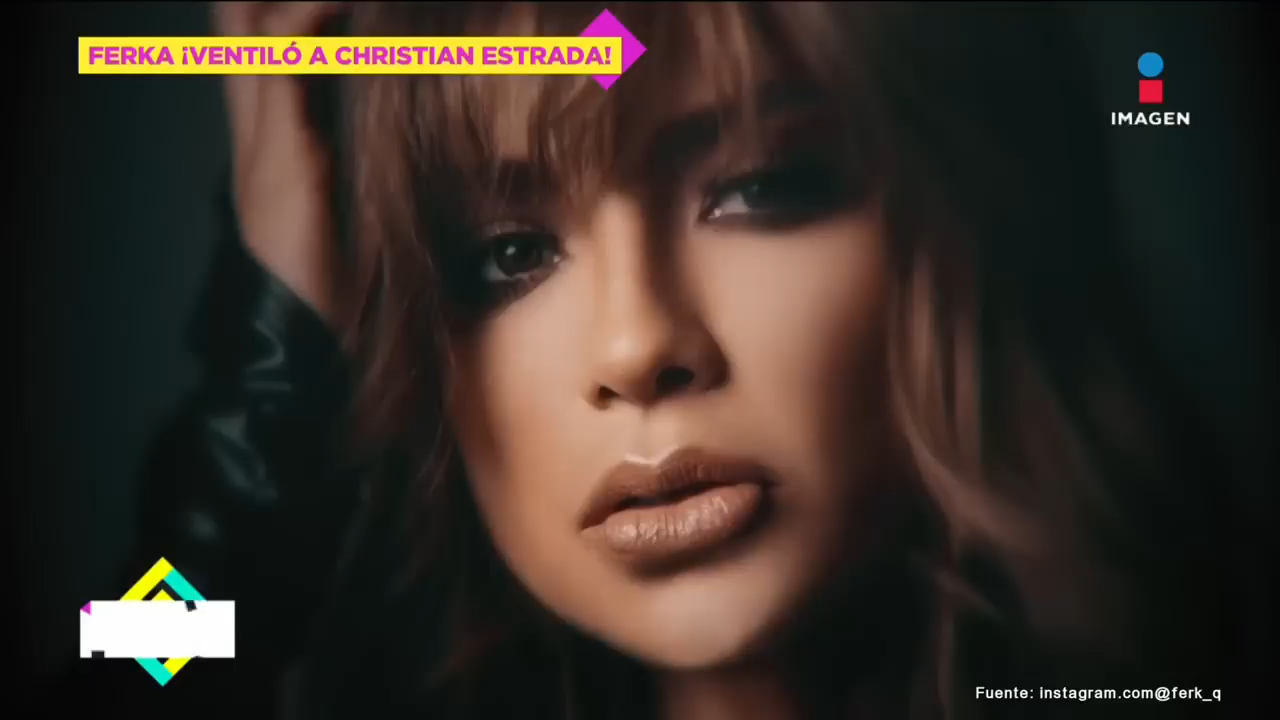 FERKA ¡VENTILÓ A CHRISTIAN ESTRADA!
IMAGEN
Fuente: instagram.com@ferk_q